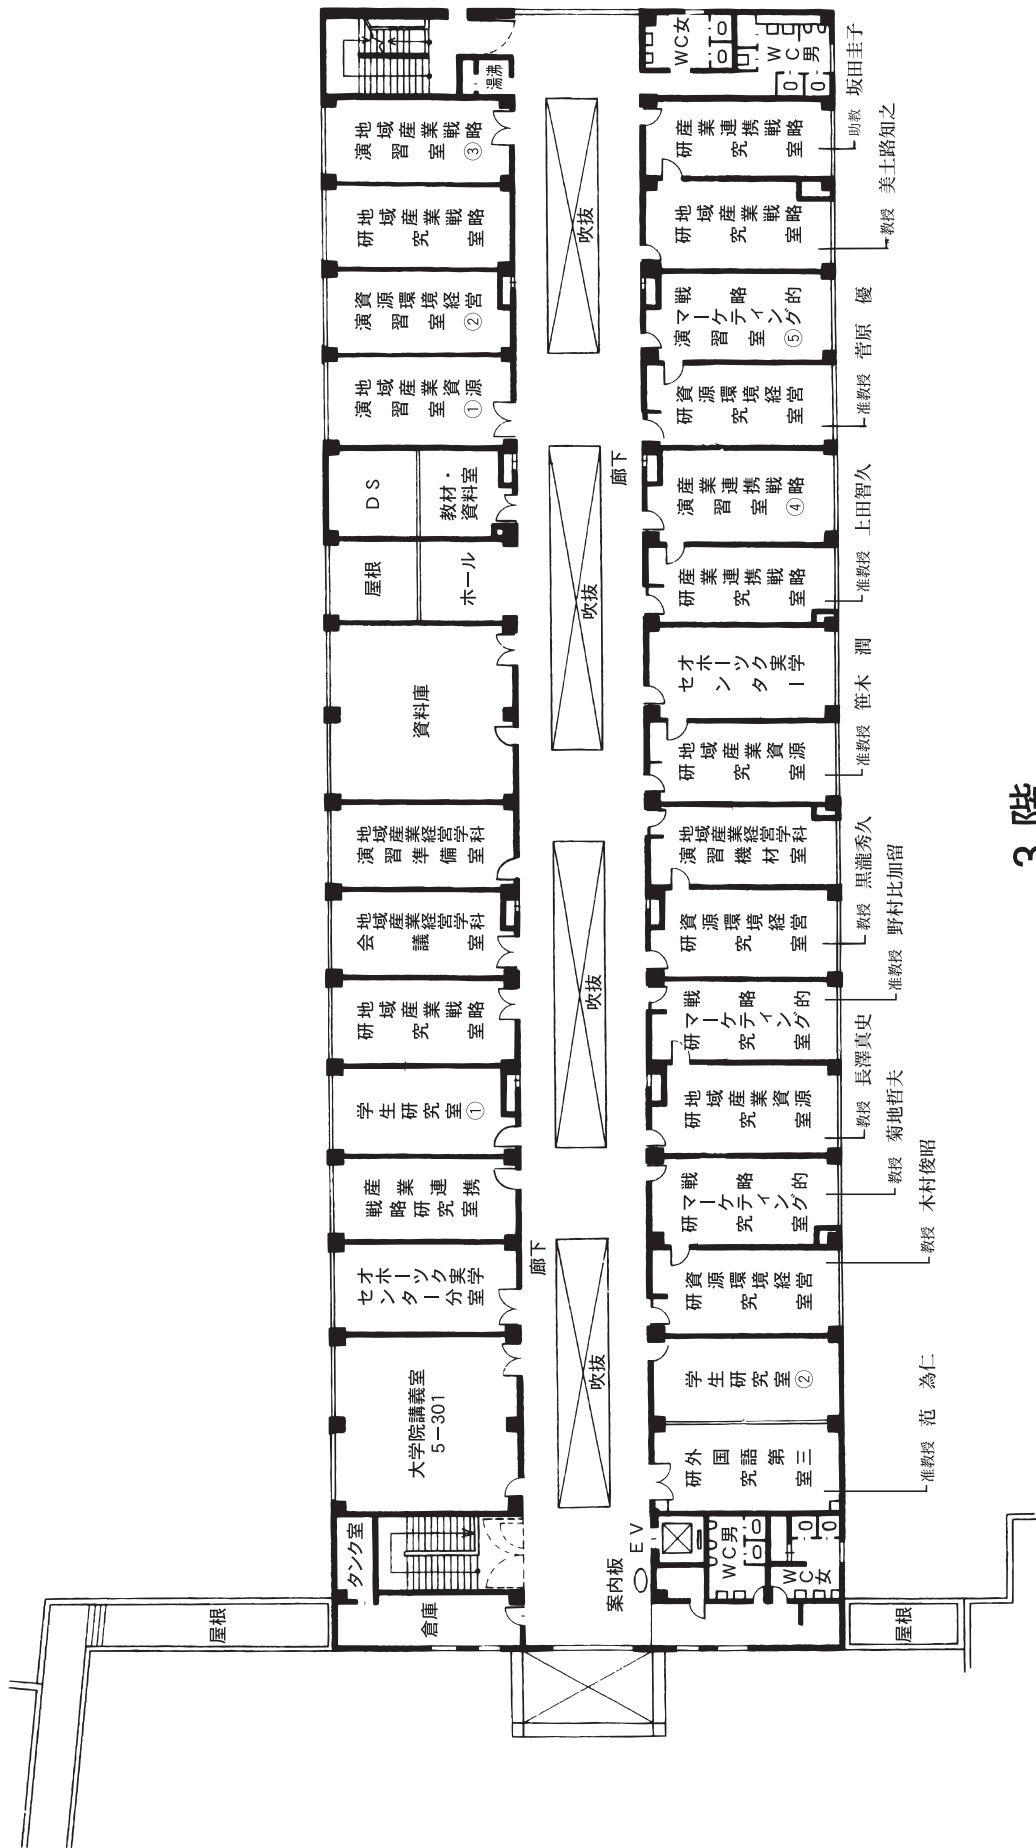 3階
屋根
タンク室
倉庫
大学院講義室
5−301
オホーツク実学
センター分室
産業連携
戦略研究室
学生研究室①
地域産業戦略
研究室
地域産業経営学科
会議室
地域産業経営学科
演習準備室
資料庫
屋根
ホール
DS
教材・
資料室
地域産業資源
演習室①
資源環境経営
演習室②
地域産業戦略
研究室
地域産業戦略
演習室③
湯沸
廊下
吹抜
吹抜
吹抜
吹抜
廊下
案内板
EV
WC男
WC女
屋根
外国語第三
研究室
准教授 范 為仁
学生研究室②
資源環境経営
研究室
教授 木村俊昭
戦略的
マーケティング
研究室
教授 菊地哲夫
地域産業資源
研究室
教授 長澤真史
戦略的
マーケティング
研究室
准教授 野村比加留
資源環境経営
研究室
教授 黒瀧秀久
地域産業経営学科
演習機材室
地域産業資源
研究室
准教授 笹木 潤
オホーツク実学
センター
産業連携戦略
研究室
准教授 上田智久
産業連携戦略
演習室④
資源環境経営
研究室
准教授 菅原 優
戦略的
マーケティング
演習室⑤
地域産業戦略
研究室
教授 美土路知之
産業連携戦略
研究室
助教 坂田圭子
WC女
WC男